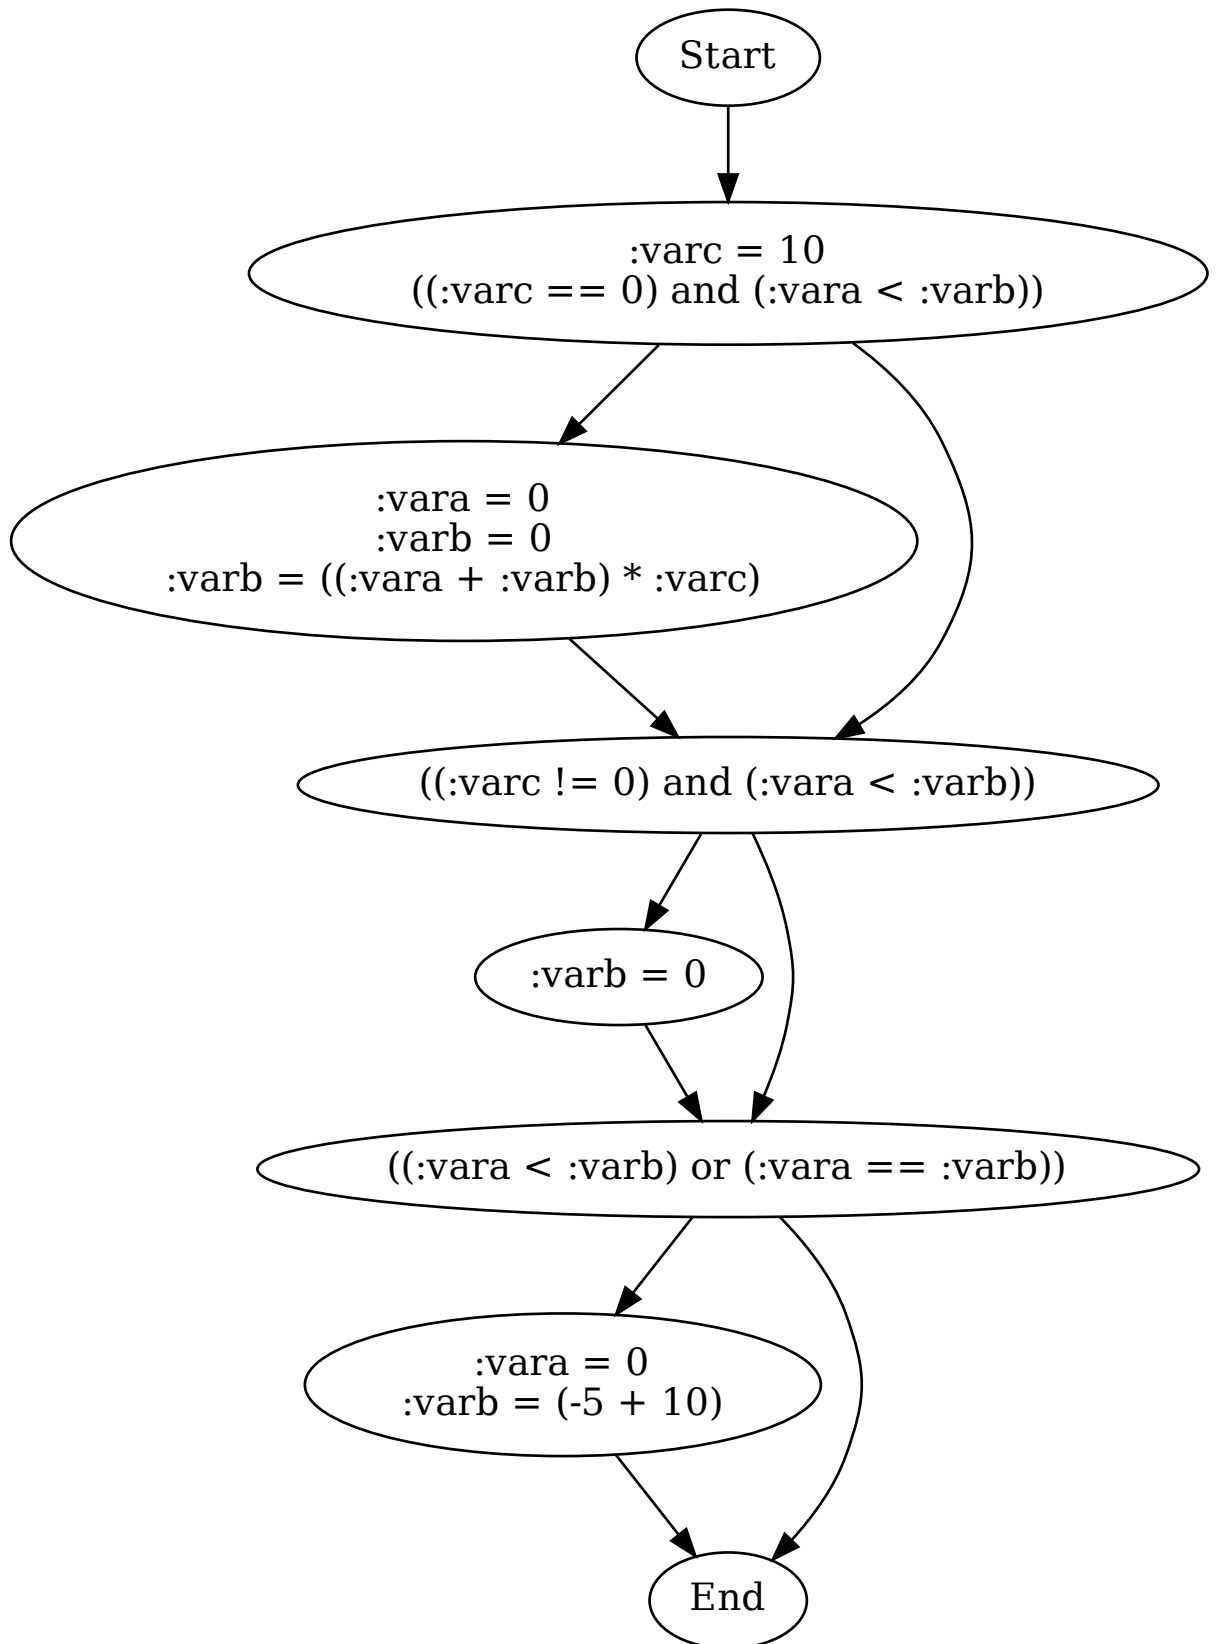 Start
:varc = 10
((:varc == 0) and (:vara < :varb))
:vara = 0
:varb = 0
:varb = ((:vara + :varb) * :varc)
((:varc != 0) and (:vara < :varb))
:varb = 0
((:vara < :varb) or (:vara == :varb))
:vara = 0
:varb = (-5 + 10)
End